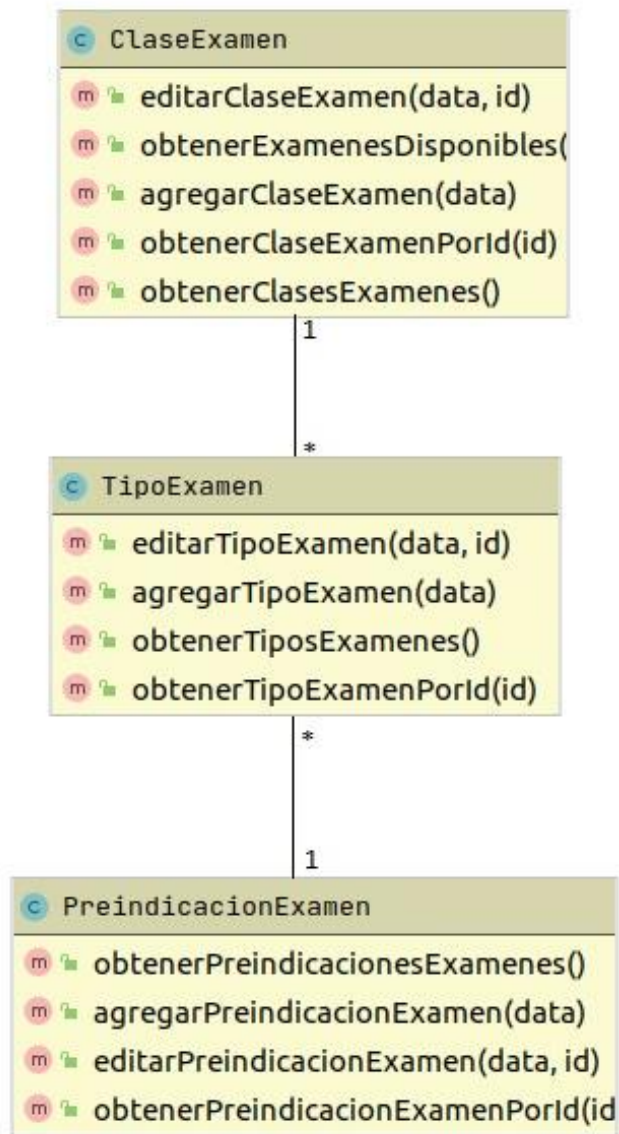 C ClaseExamen
m editarClaseExamen(data, id)
m obtenerExamenesDisponibles(
m agregarClaseExamen(data)
m obtenerClaseExamenPorId(id)
m obtenerClasesExamenes()
1
*
C TipoExamen
m editarTipoExamen(data, id)
m agregarTipoExamen(data)
m obtenerTiposExamenes()
m obtenerTipoExamenPorId(id)
*
1
C PreindicacionExamen
m obtenerPreindicacionesExamenes()
m agregarPreindicacionExamen(data)
m editarPreindicacionExamen(data, id)
m obtenerPreindicacionExamenPorId(id